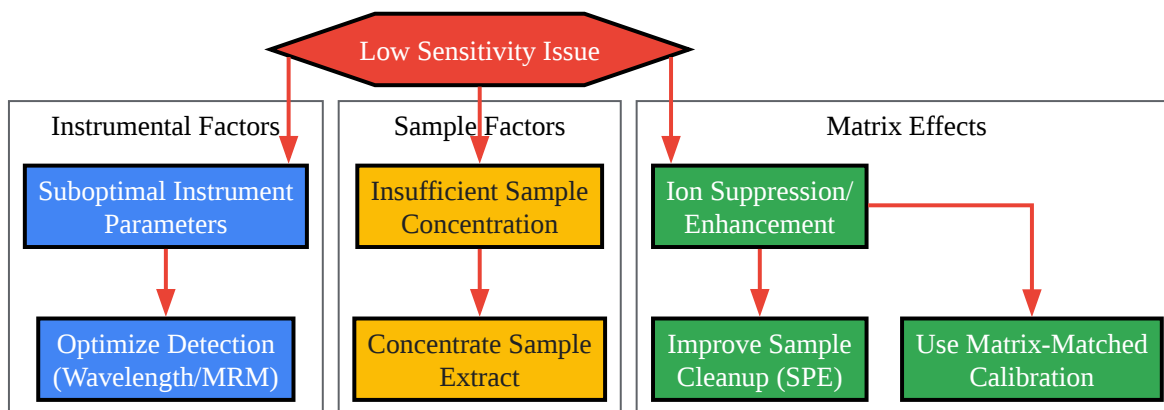 Low Sensitivity Issue
Instrumental Factors
Suboptimal Instrument
Parameters
Optimize Detection
(Wavelength/MRM)
Sample Factors
Insufficient Sample
Concentration
Concentrate Sample
Extract
Matrix Effects
Ion Suppression/
Enhancement
Improve Sample
Cleanup (SPE)
Use Matrix-Matched
Calibration